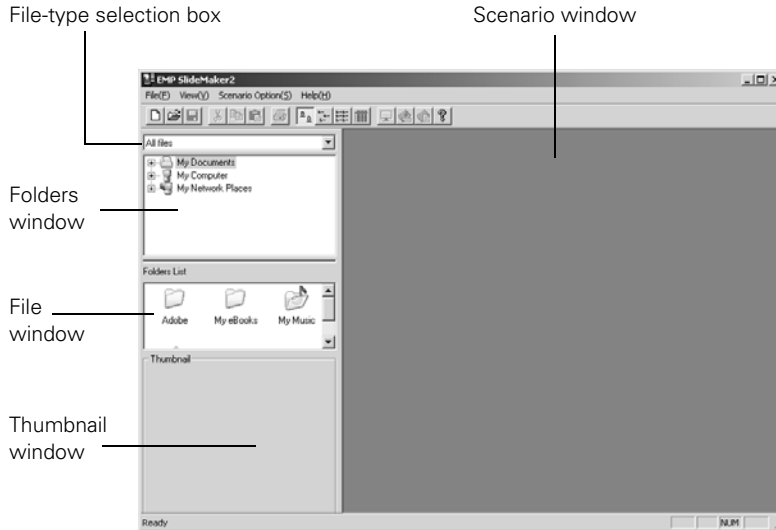 File-type selection box
Scenario window
EMP SlideMaker2
File(F) View(V) Scenario Option(S) Help(H)
All files
My Documents
My Computer
My Network Places
Folders
window
Folders List
File
window
Adobe My eBooks My Music
Thumbnail
Thumbnail
window
Ready NUM